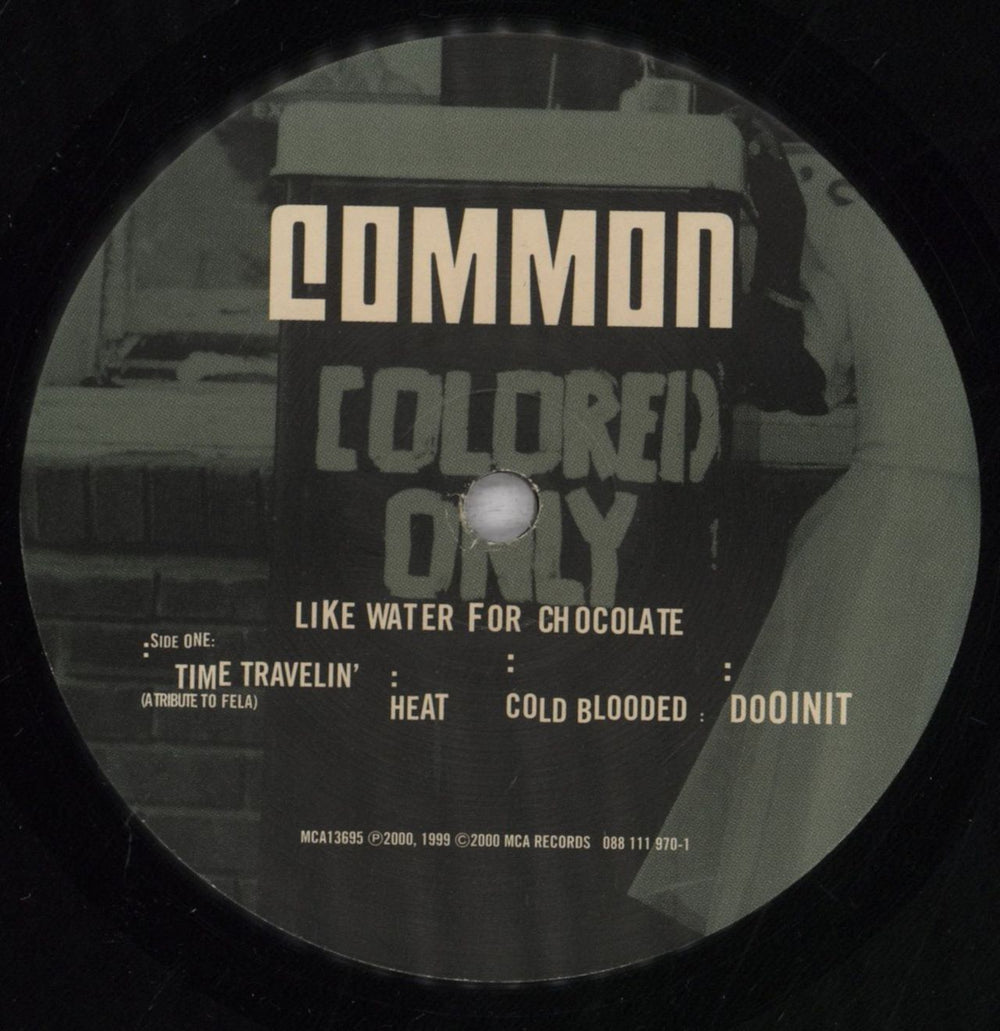 COMMON
COLORED
ONLY
LIKE WATER FOR CHOCOLATE
:SIDE ONE:
TIME TRAVELIN' :
(A TRIBUTE TO FELA)
HEAT : COLD BLOODED : : DOOINIT
MCA13695 Ⓟ2000, 1999 ©2000 MCA RECORDS 088 111 970-1